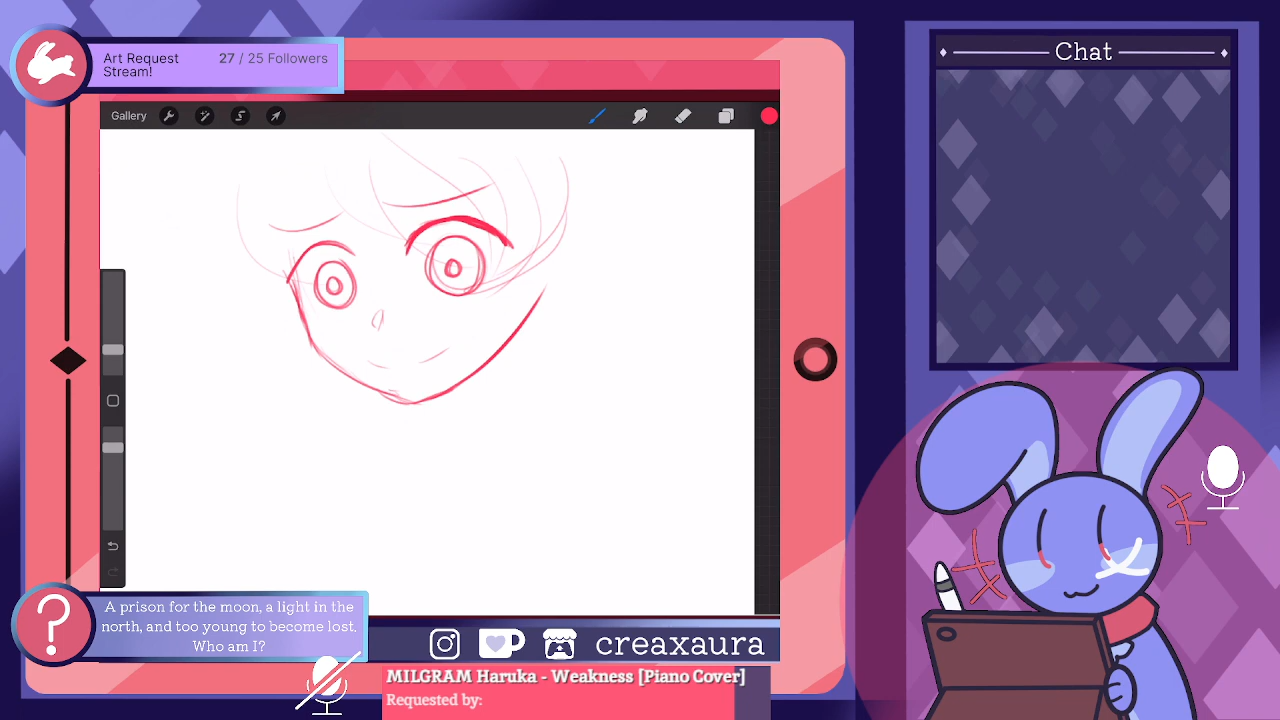 Art Request
Stream!
27 / 25 Followers
Chat
Gallery
A prison for the moon, a light in the
north, and too young to become lost.
Who am I?
creaxaura
MILGRAM Haruka - Weakness [Piano Cover]
Requested by: